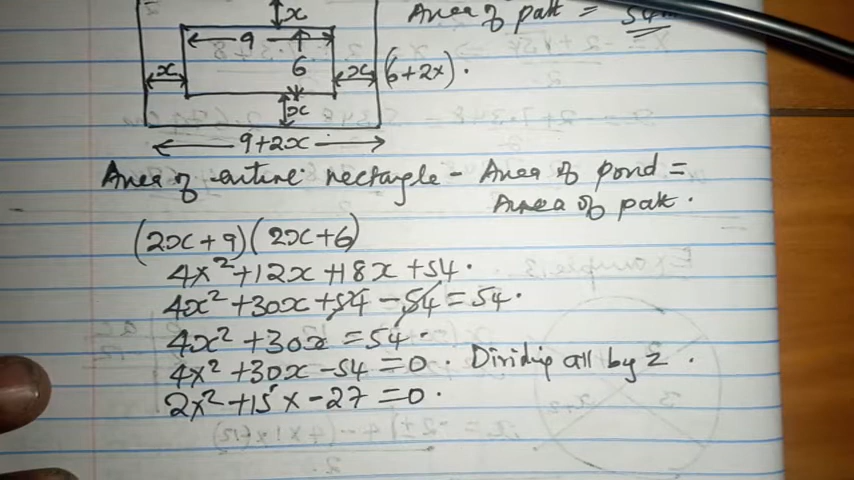 x
Area of path = 54
9
6
x
x
(6+2x).
x
9+2x
Area of entire rectangle - Area of pond =
Area of path.
(2x+9)(2x+6)
4x²+12x+18x+54.
4x²+30x+54-54=54.
4x²+30x=54.
4x²+30x-54=0. Dividing all by 2.
2x²+15x-27=0.